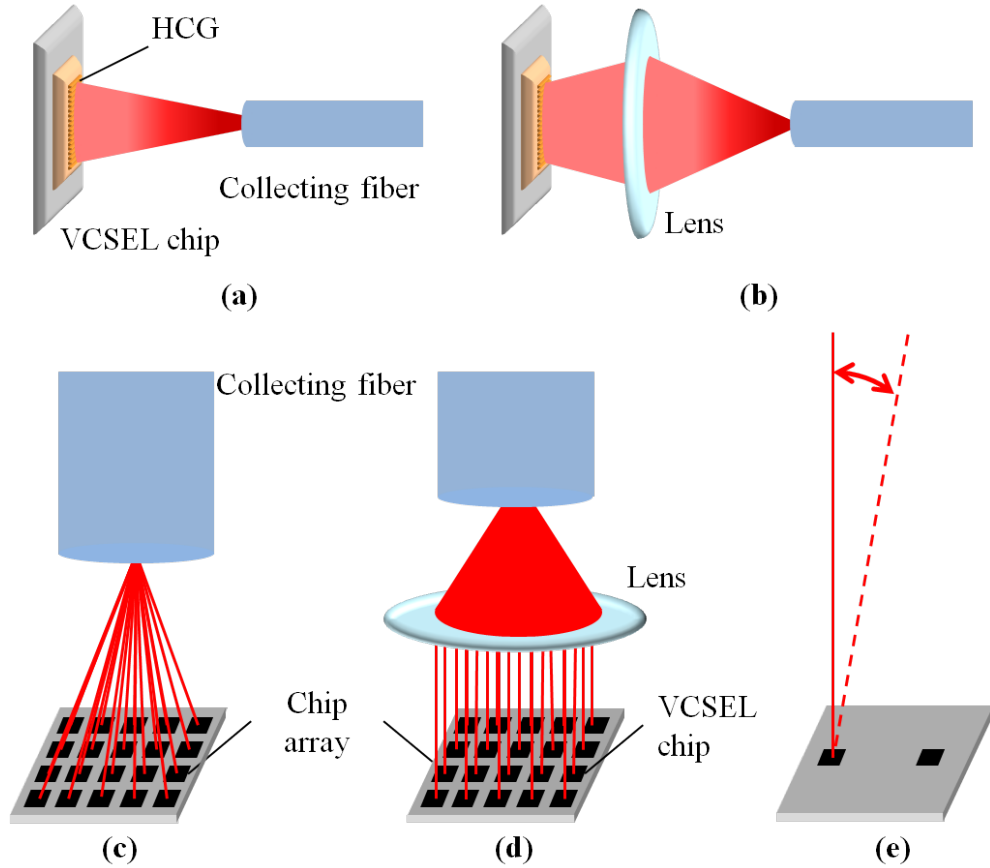 HCG
Collecting fiber
VCSEL chip
(a)
Lens
(b)
Collecting fiber
Chip
array
(c)
Lens
VCSEL
chip
(d)
(e)